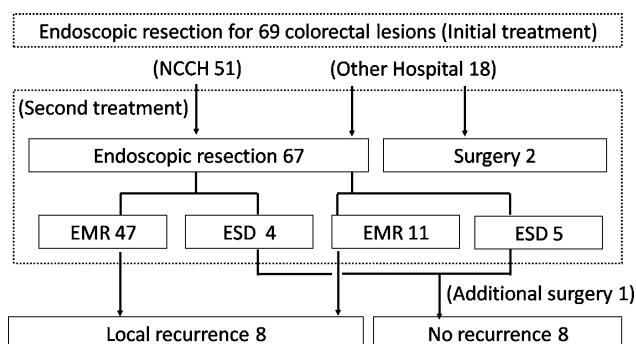 Endoscopic resection for 69 colorectal lesions (Initial treatment)
(NCCH 51)
(Other Hospital 18)
(Second treatment)
Endoscopic resection 67
Surgery 2
EMR 47
ESD 4
EMR 11
ESD 5
(Additional surgery 1)
Local recurrence 8
No recurrence 8